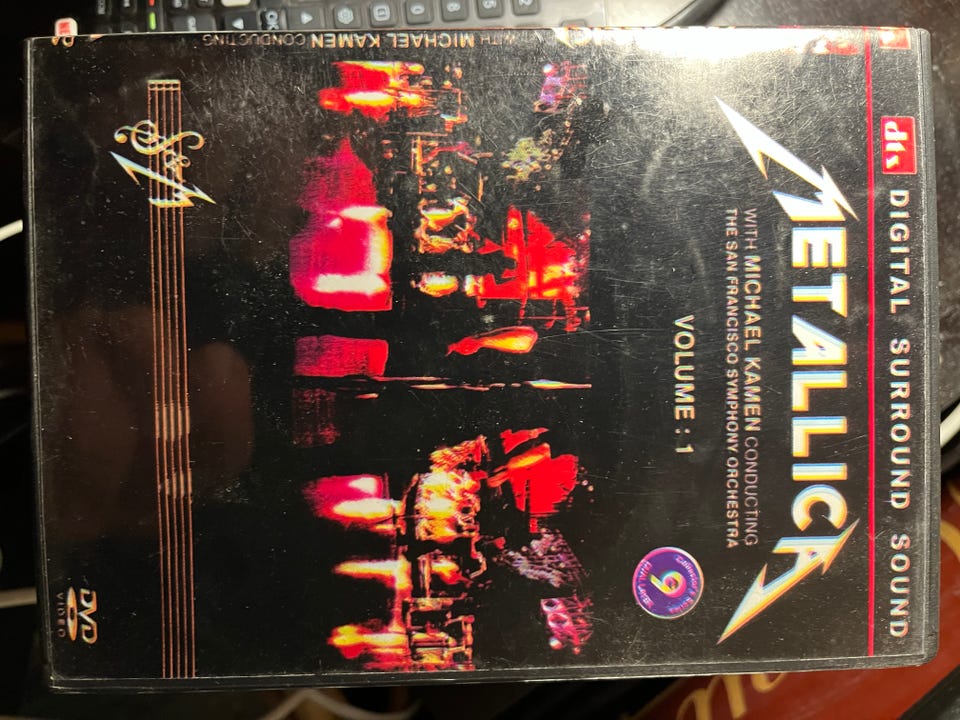 dts DIGITAL SURROUND SOUND
METALLICA
WITH MICHAEL KAMEN CONDUCTING
THE SAN FRANCISCO SYMPHONY ORCHESTRA
VOLUME : 1
9
S&M
DVD
VIDEO
WITH MICHAEL KAMEN CONDUCTING